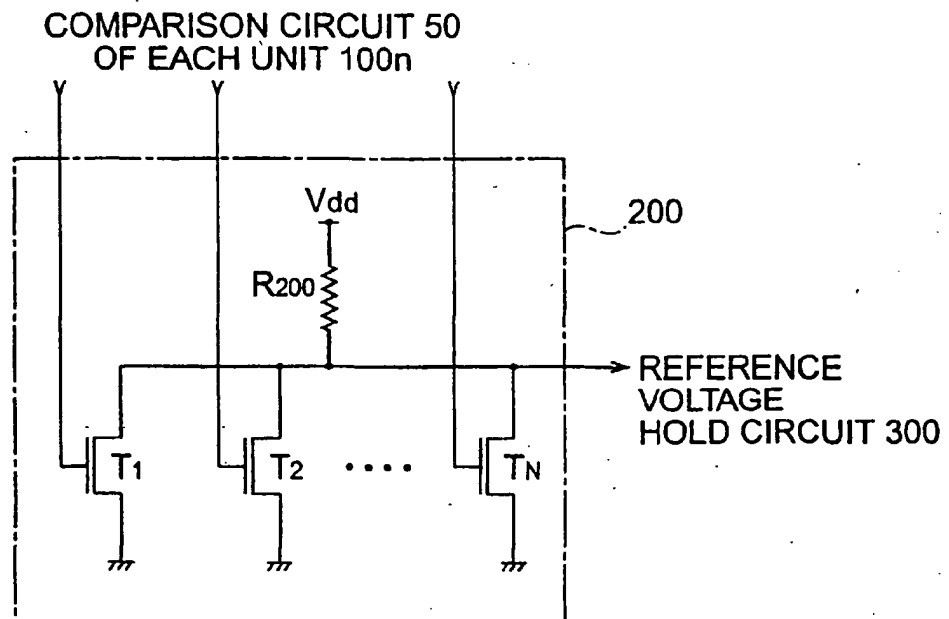 COMPARISON CIRCUIT 50
OF EACH UNIT 100n
Vdd
200
R200
REFERENCE
VOLTAGE
HOLD CIRCUIT 300
T1
T2
TN